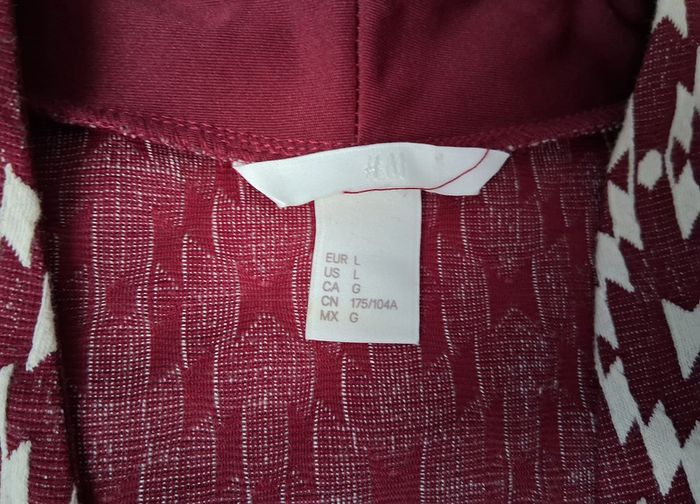 H&M
EUR L
US L
CA G
CN 175/104A
MX G